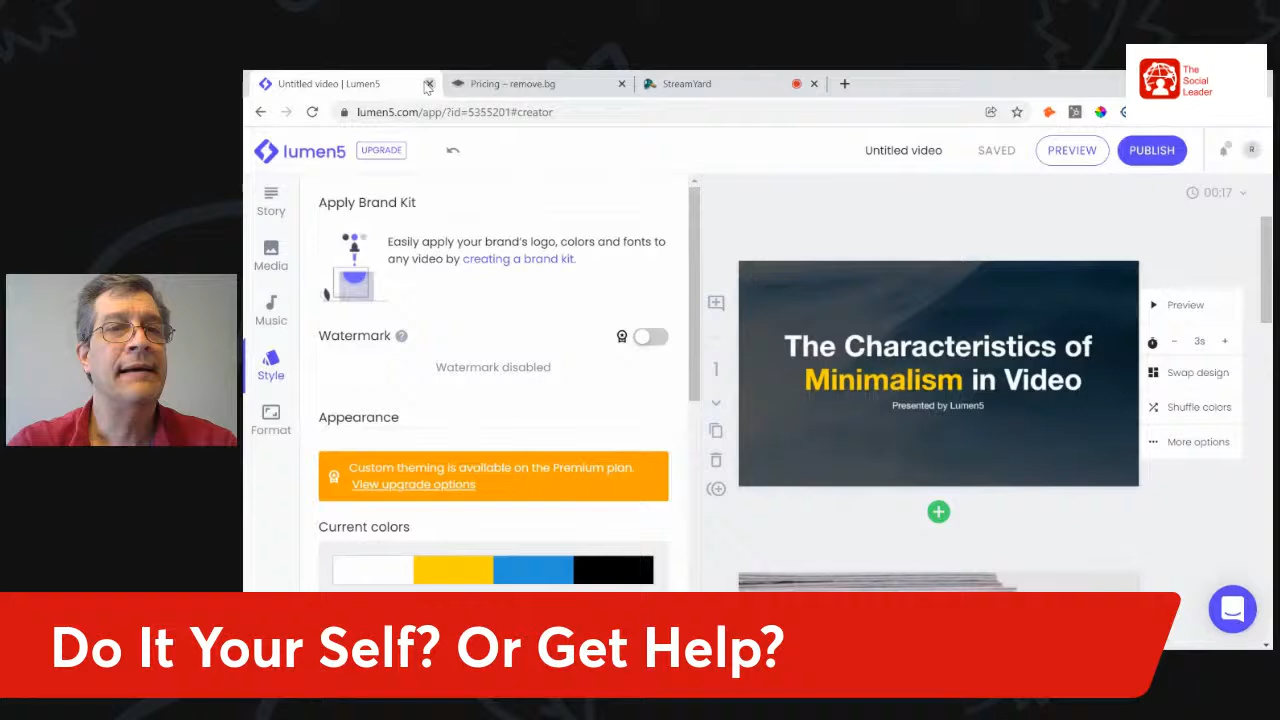 Untitled video | Lumen5
Pricing – remove.bg
StreamYard
The
Social
Leader
lumen5.com/app/?id=5355201#creator
lumen5
UPGRADE
Untitled video
SAVED
PREVIEW
PUBLISH
R
Story
Media
Music
Style
Format
Apply Brand Kit
Easily apply your brand's logo, colors and fonts to
any video by creating a brand kit.
Watermark ?
Watermark disabled
Appearance
Custom theming is available on the Premium plan.
View upgrade options
Current colors
00:17
1
The Characteristics of
Minimalism in Video
Presented by Lumen5
Preview
− 3s +
Swap design
Shuffle colors
More options
Do It Your Self? Or Get Help?